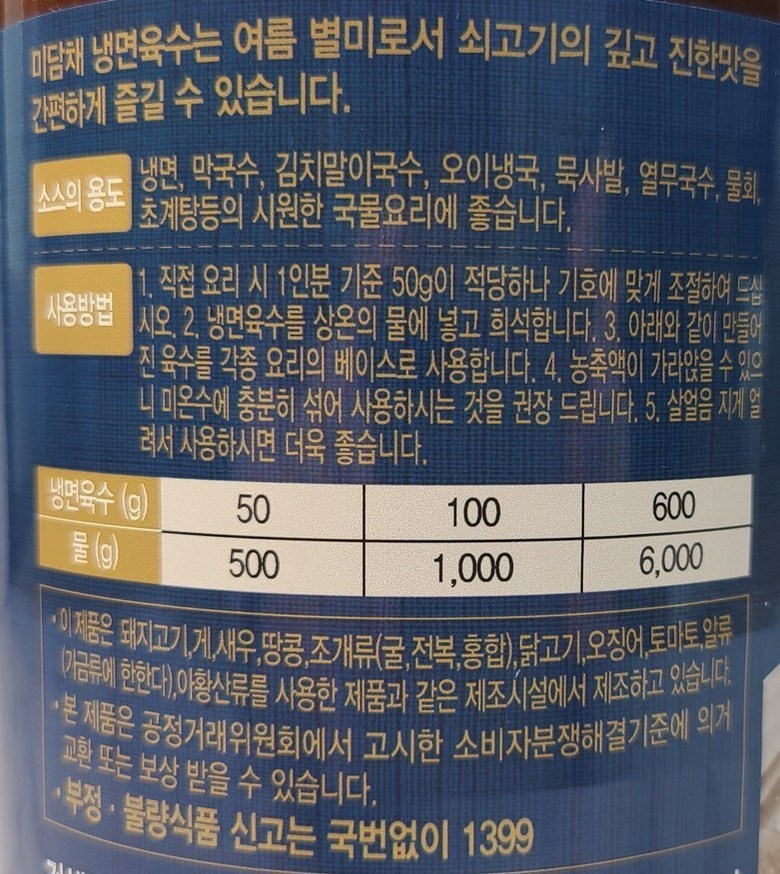 미담채 냉면육수는 여름 별미로서 쇠고기의 깊고 진한맛을
간편하게 즐길 수 있습니다.
소스의 용도
냉면, 막국수, 김치말이국수, 오이냉국, 묵사발, 열무국수, 물회,
초계탕등의 시원한 국물요리에 좋습니다.
사용방법
1. 직접 요리 시 1인분 기준 50g이 적당하나 기호에 맞게 조절하여 드십
시오. 2. 냉면육수를 상온의 물에 넣고 희석합니다. 3. 아래와 같이 만들어
진 육수를 각종 요리의 베이스로 사용합니다. 4. 농축액이 가라앉을 수 있으
니 미온수에 충분히 섞어 사용하시는 것을 권장 드립니다. 5. 살얼음 지게 얼
려서 사용하시면 더욱 좋습니다.
냉면육수 (g) 50 100 600
물 (g) 500 1,000 6,000
• 이 제품은 돼지고기,게,새우,땅콩,조개류(굴,전복,홍합),닭고기,오징어,토마토,알류
(가금류에 한한다),아황산류를 사용한 제품과 같은 제조시설에서 제조하고 있습니다.
• 본 제품은 공정거래위원회에서 고시한 소비자분쟁해결기준에 의거
교환 또는 보상 받을 수 있습니다.
• 부정 · 불량식품 신고는 국번없이 1399